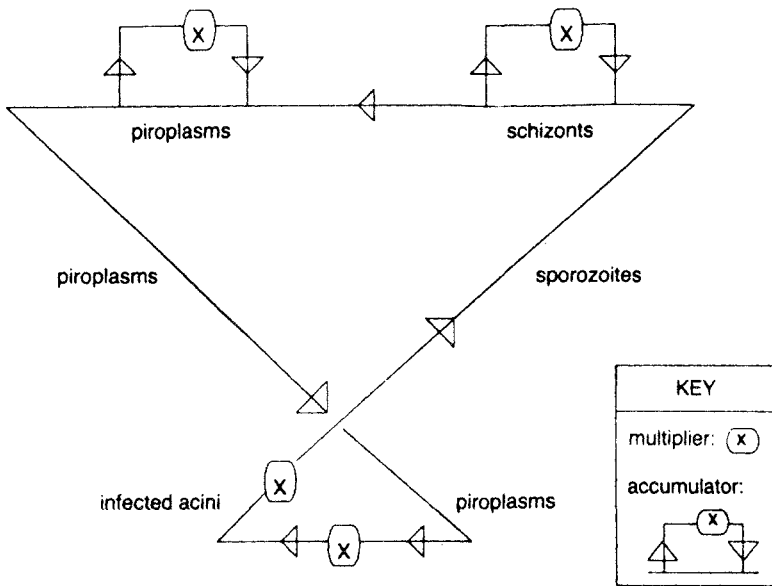 X
X
piroplasms
schizonts
piroplasms
sporozoites
KEY
multiplier: X
X
infected acini
piroplasms
accumulator:
X
X